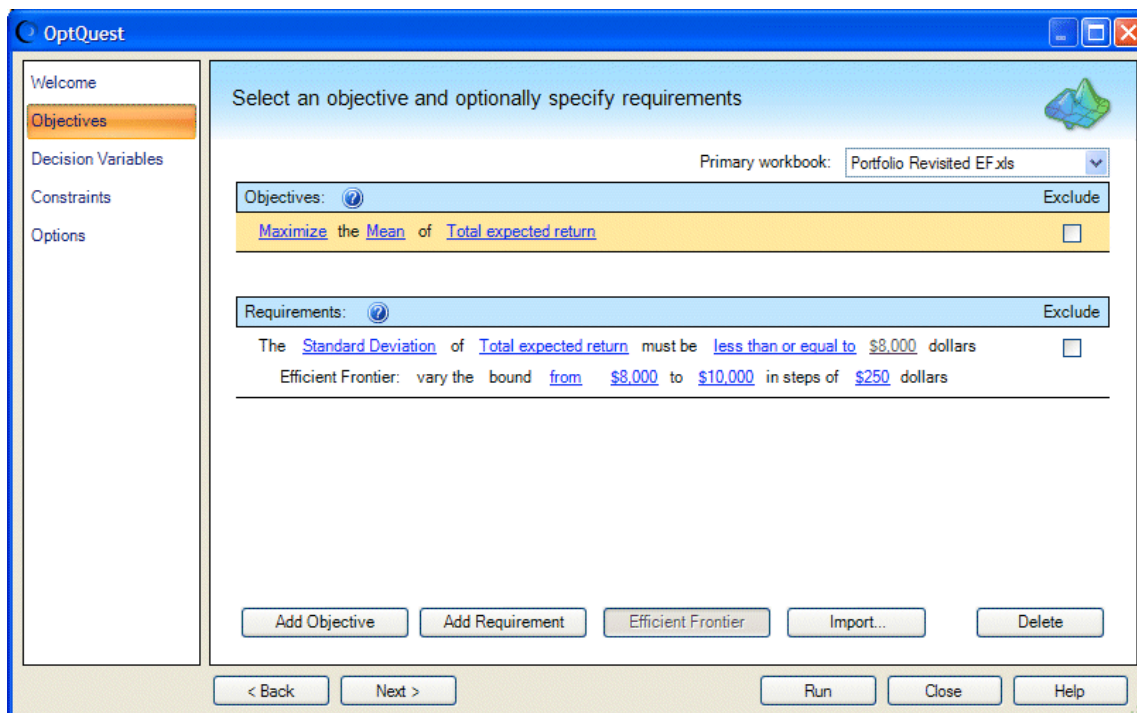 OptQuest
Welcome
Objectives
Decision Variables
Constraints
Options
Select an objective and optionally specify requirements
Primary workbook: Portfolio Revisited EF.xls
Objectives: ? Exclude
Maximize the Mean of Total expected return
Requirements: ? Exclude
The Standard Deviation of Total expected return must be less than or equal to $8,000 dollars
Efficient Frontier: vary the bound from $8,000 to $10,000 in steps of $250 dollars
Add Objective Add Requirement Efficient Frontier Import... Delete
< Back Next > Run Close Help